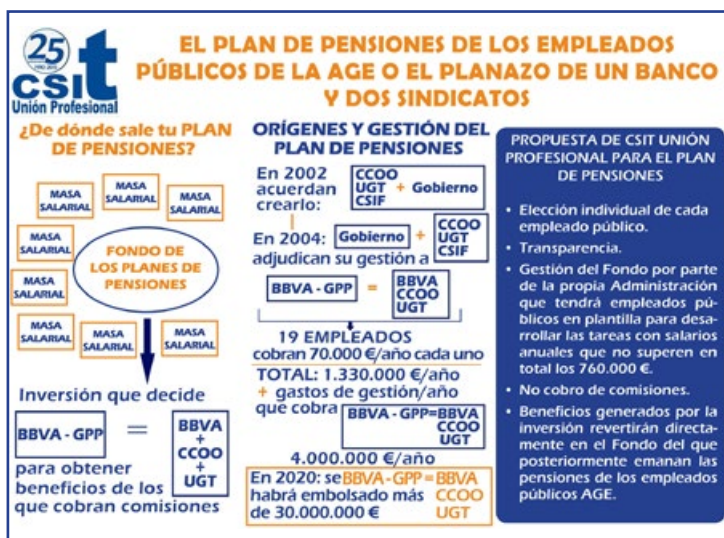 25
csit
Unión Profesional
EL PLAN DE PENSIONES DE LOS EMPLEADOS
PÚBLICOS DE LA AGE O EL PLANAZO DE UN BANCO
Y DOS SINDICATOS
¿De dónde sale tu PLAN
DE PENSIONES?
MASA
SALARIAL
MASA
SALARIAL
MASA
SALARIAL
MASA
SALARIAL
MASA
SALARIAL
FONDO DE
LOS PLANES DE
PENSIONES
MASA
SALARIAL
MASA
SALARIAL
MASA
SALARIAL
MASA
SALARIAL
Inversión que decide
BBVA - GPP
=
BBVA
+
CCOO
+
UGT
para obtener
beneficios de los
que cobran comisiones
ORÍGENES Y GESTIÓN DEL
PLAN DE PENSIONES
En 2002
acuerdan
crearlo:
CCOO
UGT + Gobierno
CSIF
En 2004: Gobierno +
CCOO
UGT
CSIF
adjudican su gestión a
BBVA - GPP =
BBVA
CCOO
UGT
19 EMPLEADOS
cobran 70.000 €/año cada uno
TOTAL: 1.330.000 €/año
+ gastos de gestión/año
que cobra
BBVA - GPP=BBVA
CCOO
UGT
4.000.000 €/año
En 2020: se BBVA - GPP = BBVA
habrá embolsado más CCOO
de 30.000.000 € UGT
PROPUESTA DE CSIT UNIÓN
PROFESIONAL PARA EL PLAN
DE PENSIONES
• Elección individual de cada
empleado público.
• Transparencia.
• Gestión del Fondo por parte
de la propia Administración
que tendrá empleados pú-
blicos en plantilla para desa-
rrollar las tareas con salarios
anuales que no superen en
total los 760.000 €.
• No cobro de comisiones.
• Beneficios generados por la
inversión revertirán directa-
mente en el Fondo del que
posteriormente emanan las
pensiones de los empleados
públicos AGE.